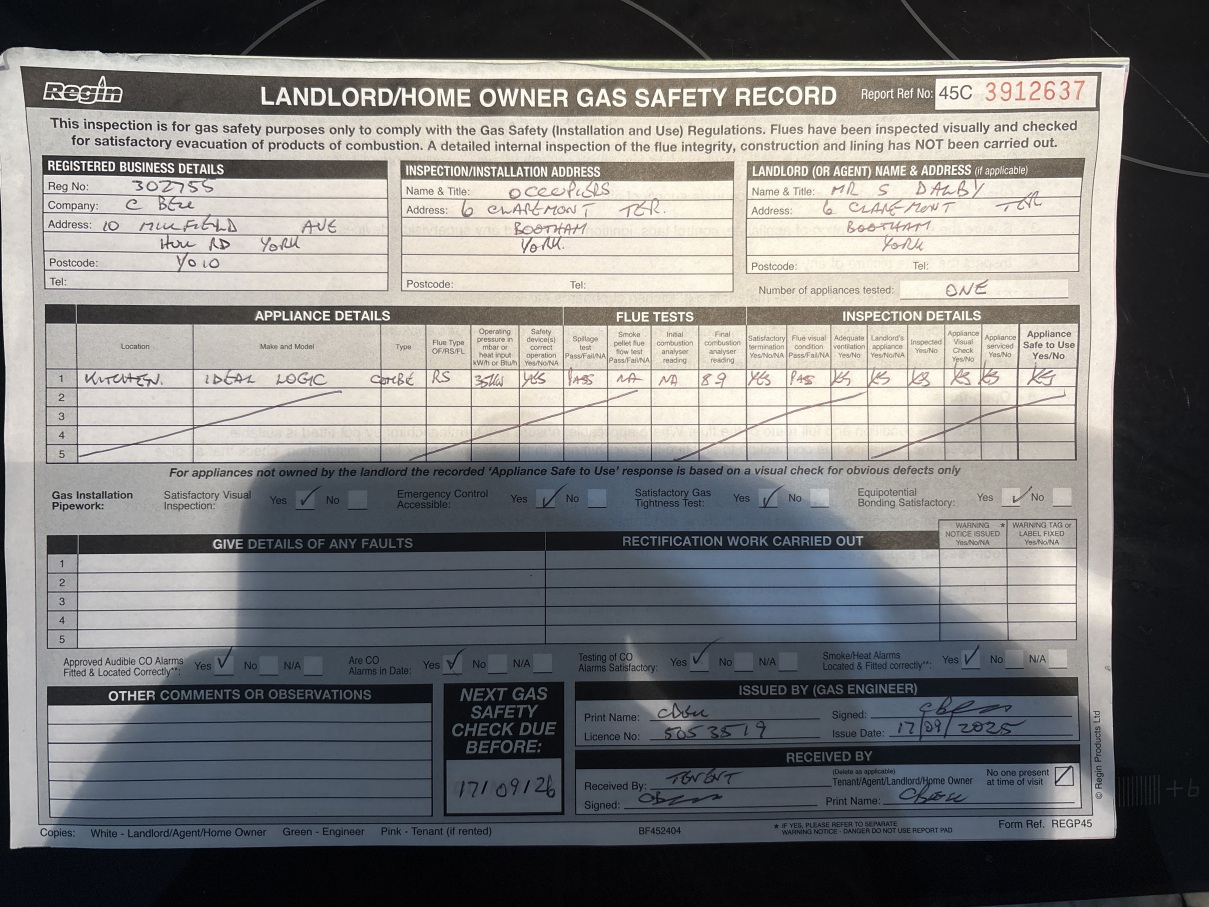 Regin
LANDLORD/HOME OWNER GAS SAFETY RECORD
Report Ref No: 45C 3912637
This inspection is for gas safety purposes only to comply with the Gas Safety (Installation and Use) Regulations. Flues have been inspected visually and checked
for satisfactory evacuation of products of combustion. A detailed internal inspection of the flue integrity, construction and lining has NOT been carried out.
REGISTERED BUSINESS DETAILS
Reg No: 302755
Company: C
Address: 10 MILLFIELD AVE
HULL RD YORK
Postcode: YO10
Tel:
INSPECTION/INSTALLATION ADDRESS
Name & Title:
Address: 6 CLAREMONT TER.
BOOTHAM
YORK.
Postcode: Tel:
LANDLORD (OR AGENT) NAME & ADDRESS (if applicable)
Name & Title: MR S DALBY
Address: 6 CLAREMONT TER
BOOTHAM
YORK
Postcode: Tel:
Number of appliances tested: ONE
APPLIANCE DETAILS FLUE TESTS INSPECTION DETAILS
Location
Make and Model
Type
Flue Type OF/RS/FL
Operating pressure in mbar or heat input kW/h or Btu/h
Safety device(s) correct operation Yes/No/NA
Spillage test Pass/Fail/NA
Smoke pellet flue flow test Pass/Fail/NA
Initial combustion analyser reading
Final combustion analyser reading
Satisfactory termination Yes/No/NA
Flue visual condition Pass/Fail/NA
Adequate ventilation Yes/No
Landlord's appliance Yes/No/NA
Inspected Yes/No
Appliance Visual Check Yes/No
Appliance serviced Yes/No
Appliance Safe to Use Yes/No
1 KITCHEN. IDEAL LOGIC COMBE RS 35KW YES PASS NA NA 89 YES PASS YES YES YES YES YES YES
2
3
4
5
For appliances not owned by the landlord the recorded 'Appliance Safe to Use' response is based on a visual check for obvious defects only
Gas Installation Pipework: Satisfactory Visual Inspection: Yes ✓ No Emergency Control Accessible: Yes ✓ No Satisfactory Gas Tightness Test: Yes ✓ No Equipotential Bonding Satisfactory: Yes ✓ No
GIVE DETAILS OF ANY FAULTS RECTIFICATION WORK CARRIED OUT
WARNING NOTICE ISSUED Yes/No/NA *
WARNING TAG or LABEL FIXED Yes/No/NA
1
2
3
4
5
Approved Audible CO Alarms Fitted & Located Correctly**: Yes ✓ No N/A Are CO Alarms in Date: Yes ✓ No N/A Testing of CO Alarms Satisfactory: Yes ✓ No N/A Smoke/Heat Alarms Located & Fitted correctly**: Yes ✓ No N/A
OTHER COMMENTS OR OBSERVATIONS
NEXT GAS
SAFETY
CHECK DUE
BEFORE:
17/09/26
ISSUED BY (GAS ENGINEER)
Print Name: Signed:
Licence No: 5053519 Issue Date: 17/09/2025
RECEIVED BY
Received By: TENENT
(Delete as applicable)
Tenant/Agent/Landlord/Home Owner
No one present at time of visit
Signed: Print Name:
© Regin Products Ltd
Copies: White - Landlord/Agent/Home Owner Green - Engineer Pink - Tenant (if rented)
BF452404
* IF YES, PLEASE REFER TO SEPARATE
WARNING NOTICE - DANGER DO NOT USE REPORT PAD
Form Ref. REGP45